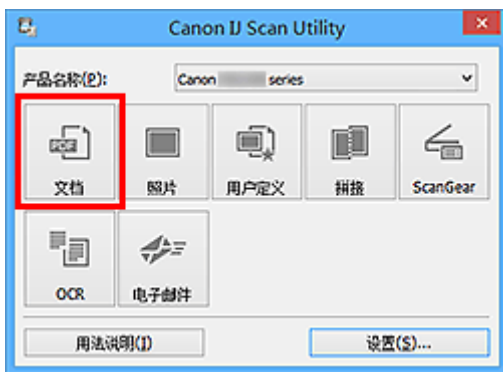 Canon IJ Scan Utility
产品名称(P): Canon series
PDF
文档 照片 用户定义 拼接 ScanGear
OCR 电子邮件
用法说明(I) 设置(S)...